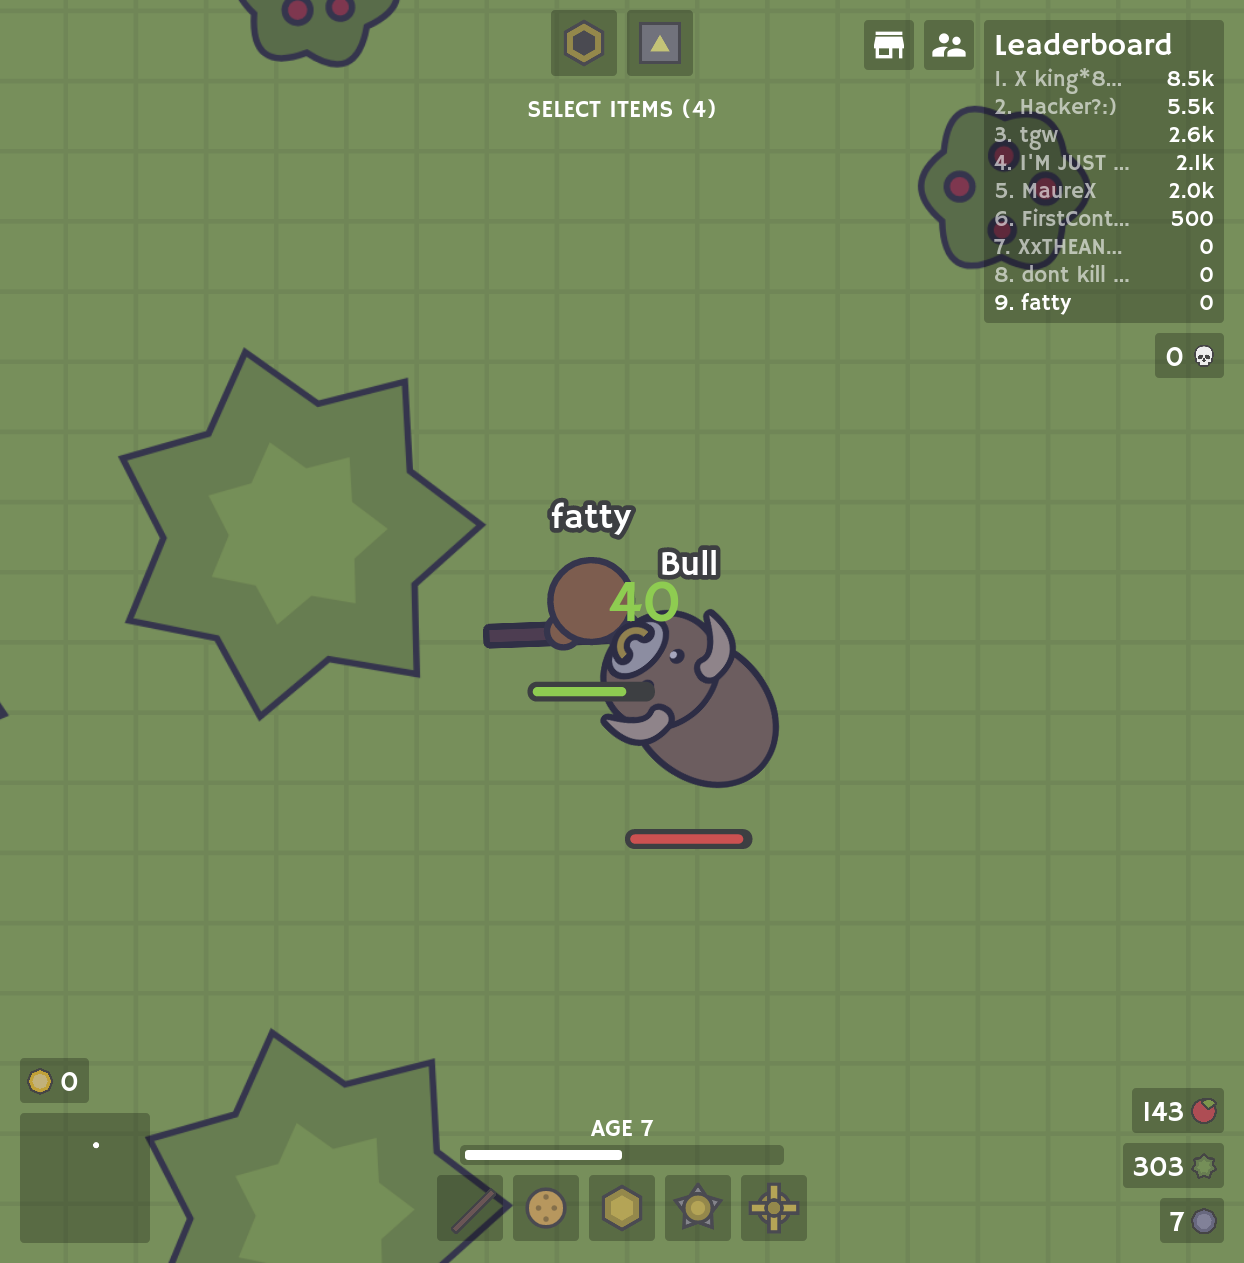 SELECT ITEMS (4)
Leaderboard
1. X king*8... 8.5k
2. Hacker?:) 5.5k
3. tgw 2.6k
4. I'M JUST ... 2.1k
5. MaureX 2.0k
6. FirstCont... 500
7. XxTHEAN... 0
8. dont kill ... 0
9. fatty 0
0
fatty
Bull
40
0
AGE 7
143
303
7